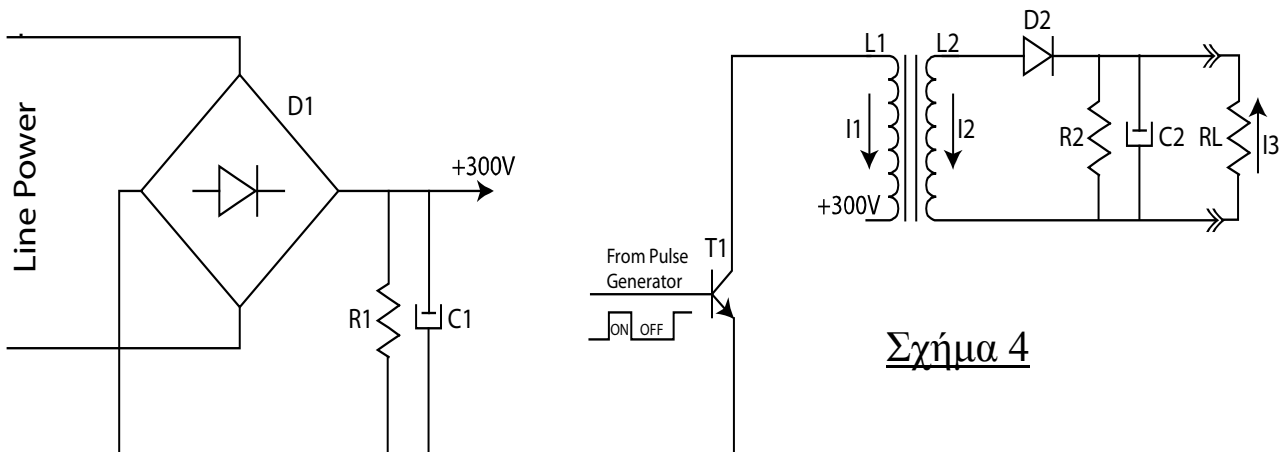 Line Power
D1
+300V
R1
C1
From Pulse
Generator
ON OFF
T1
L1
L2
D2
I1
I2
+300V
R2
C2
RL
I3
Σχήμα 4